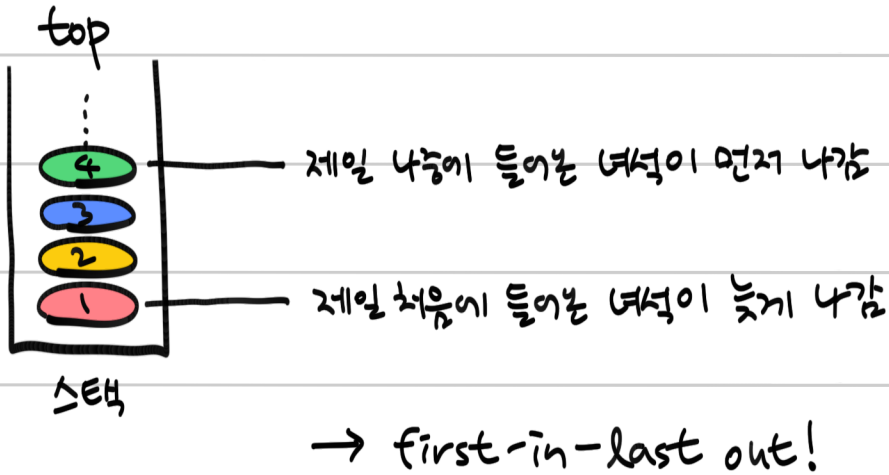 top
4
제일 나중에 들어온 녀석이 먼저 나감
3
2
1
제일 처음에 들어온 녀석이 늦게 나감
스택
→ first-in-last out!